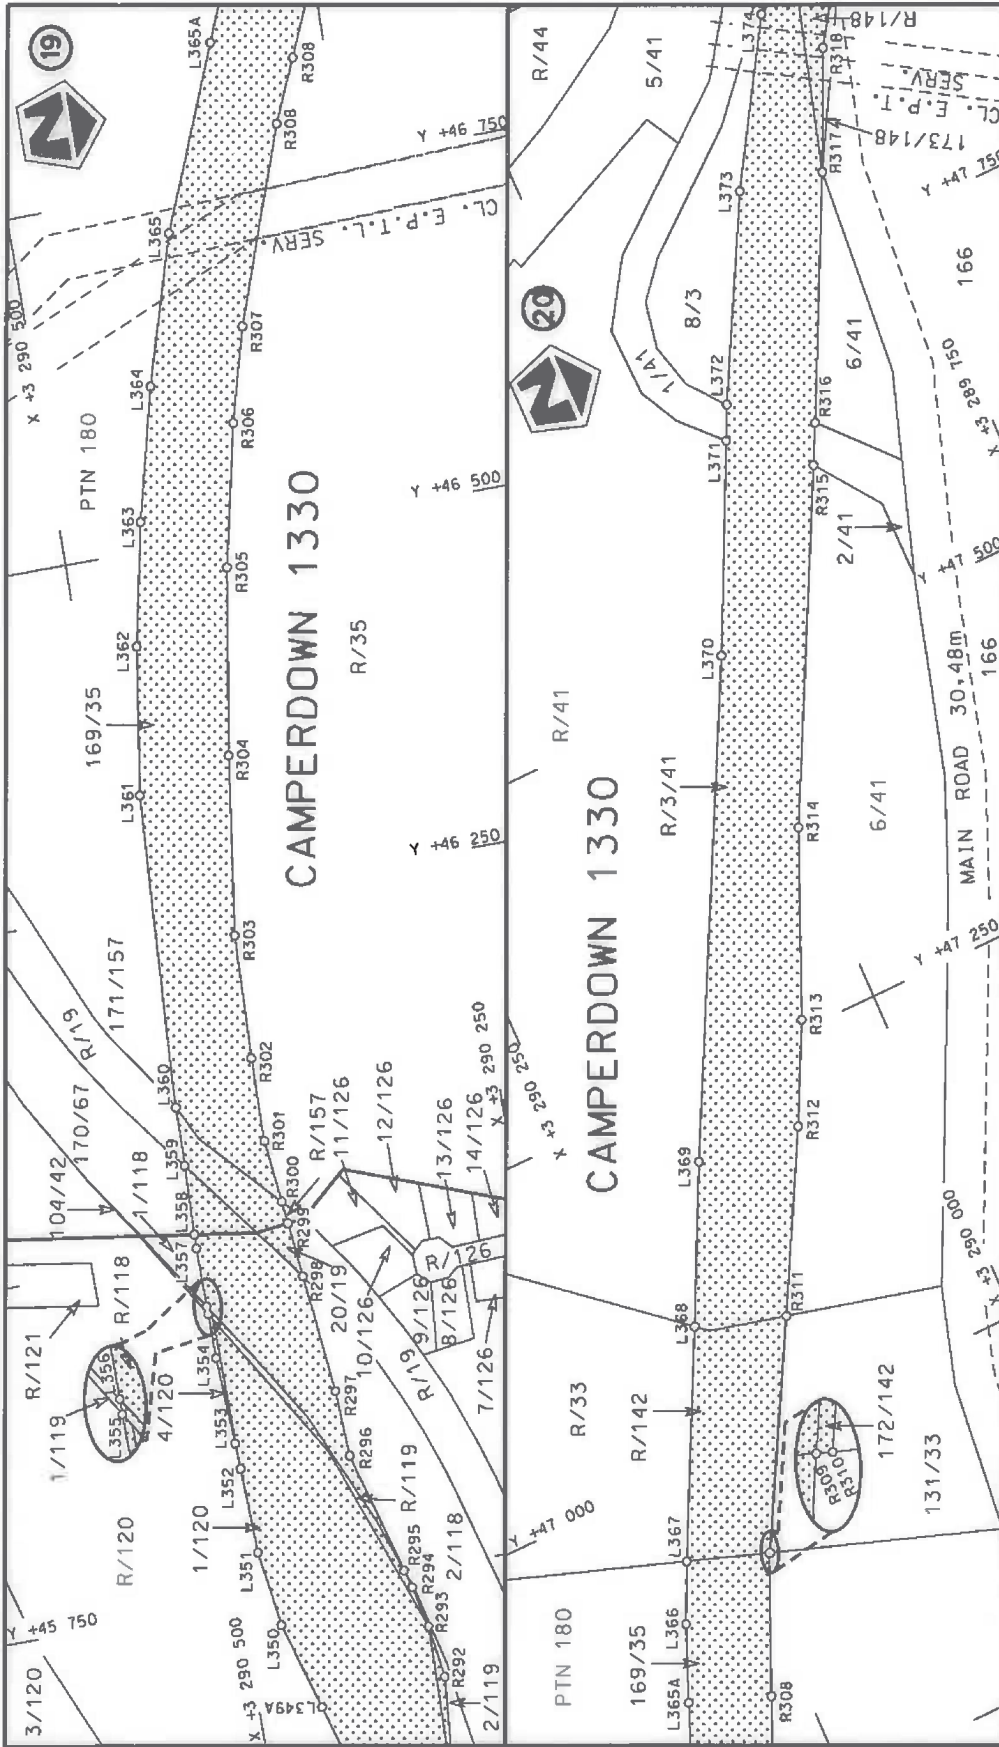 19
L365A
R308
R308
Y +46 750
L365
CL. E.P.T.L. SERV.
X +3 290 500
R307
L364
PTN 180
R306
Y +46 500
L363
R305
CAMPERDOWN 1330
L362
R/35
169/35
R304
L361
Y +46 250
R303
171/157
R/19
R302
X +3 290 250
L360
170/67
R301
R/157
11/126
12/126
13/126
14/126
L359
1/118
104/42
R300
L358
R299
L357
R298
20/19
10/126
R/126
9/126
8/126
7/126
R/19
R/118
R/121
1/119
L356
L355
L354
4/120
R297
L353
R296
R/119
L352
1/120
R/120
L351
R295
R294
2/118
R293
L350
X +3 290 500
Y +45 750
R292
L349A
3/120
2/119
20
R/44
5/41
L374
R318
R/148
CL. E.P.T. SERV.
173/148
R317
L373
Y +47 750
8/3
1/41
L372
6/41
166
R316
L371
X +3 289 750
R315
2/41
Y +47 500
L370
R/41
MAIN ROAD 30,48m
166
R/3/41
R314
6/41
CAMPERDOWN 1330
Y +47 250
R313
X +3 290 250
R312
L369
X +3 290 000
R311
L368
R/33
R/142
172/142
R309
R310
131/33
Y +47 000
L367
PTN 180
L366
169/35
L365A
R308